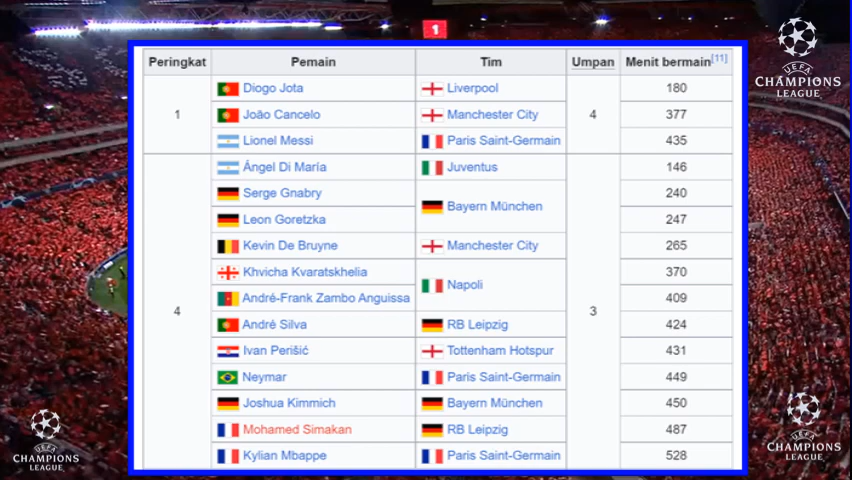 1
UEFA
CHAMPIONS
LEAGUE
Peringkat Pemain Tim Umpan Menit bermain[11]
1 Diogo Jota Liverpool 4 180
João Cancelo Manchester City 377
Lionel Messi Paris Saint-Germain 435
4 Ángel Di María Juventus 3 146
Serge Gnabry Bayern München 240
Leon Goretzka 247
Kevin De Bruyne Manchester City 265
Khvicha Kvaratskhelia Napoli 370
André-Frank Zambo Anguissa 409
André Silva RB Leipzig 424
Ivan Perišić Tottenham Hotspur 431
Neymar Paris Saint-Germain 449
Joshua Kimmich Bayern München 450
Mohamed Simakan RB Leipzig 487
Kylian Mbappe Paris Saint-Germain 528
UEFA
CHAMPIONS
LEAGUE
UEFA
CHAMPIONS
LEAGUE